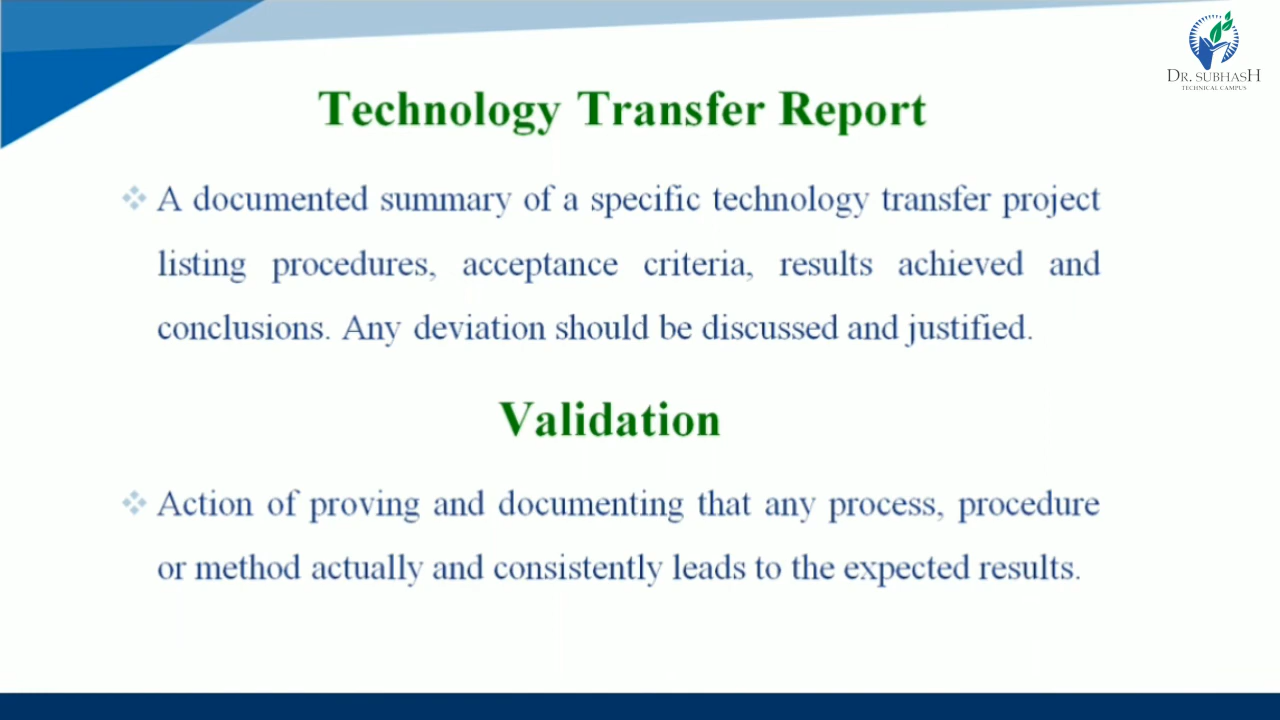 DR. SUBHASH
TECHNICAL CAMPUS
Technology Transfer Report
A documented summary of a specific technology transfer project
listing procedures, acceptance criteria, results achieved and
conclusions. Any deviation should be discussed and justified.
Validation
Action of proving and documenting that any process, procedure
or method actually and consistently leads to the expected results.